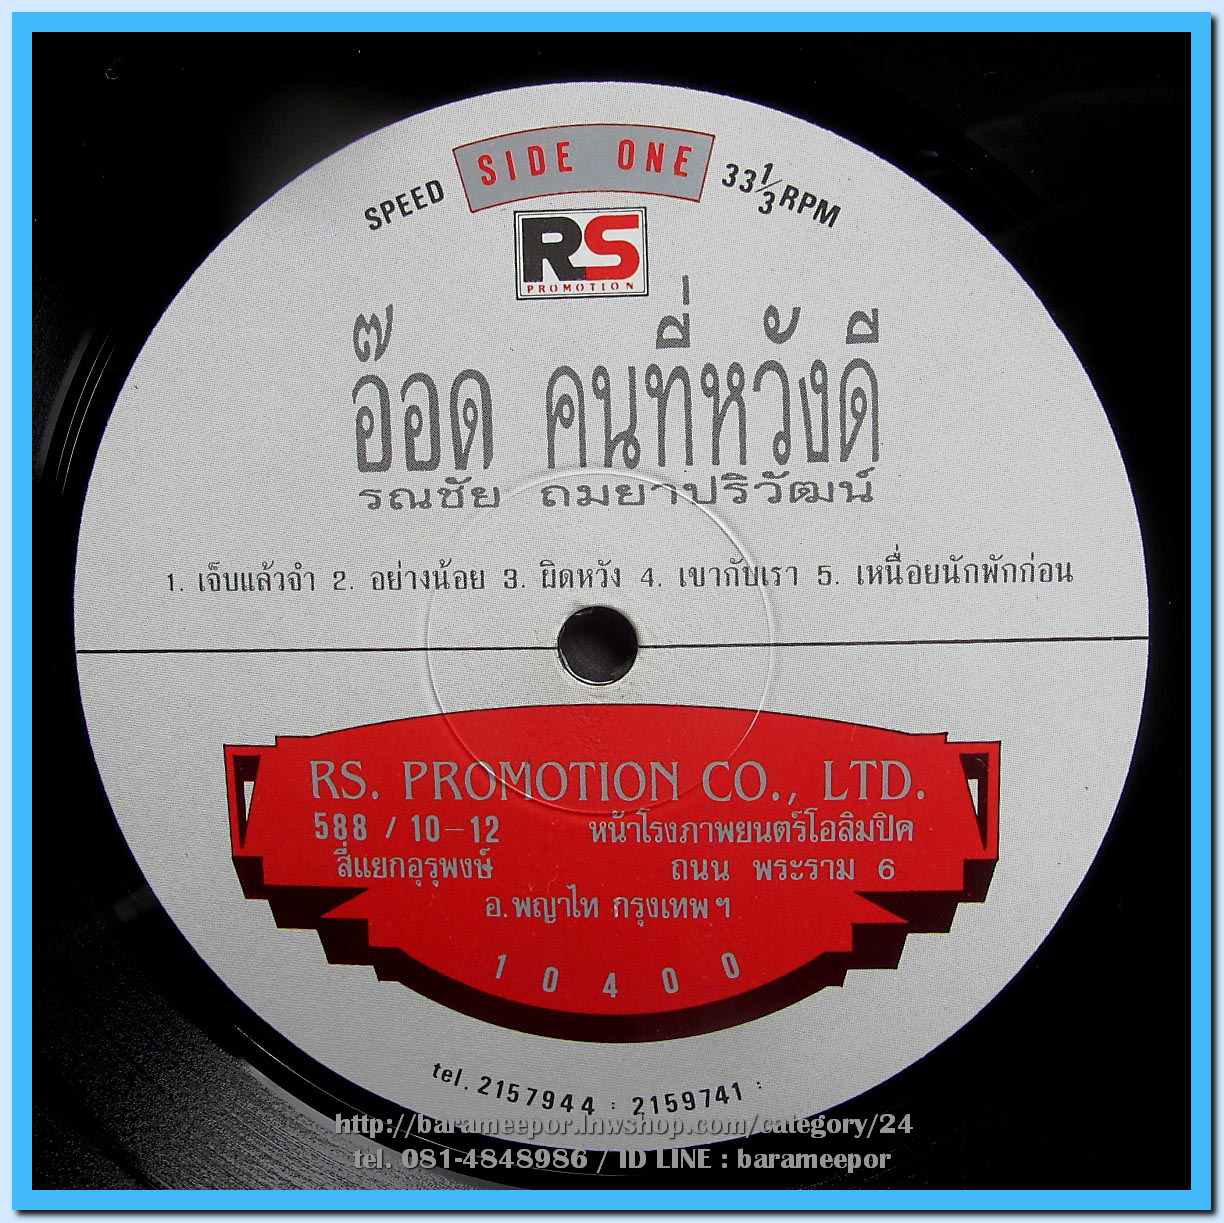 SIDE ONE
SPEED 33 1/3 RPM
RS
PROMOTION
อ๊อด คนที่หวังดี
รณชัย ถมยาปริวัฒน์
1. เจ็บแล้วจำ 2. อย่างน้อย 3. ผิดหวัง 4. เขากับเรา 5. เหนื่อยนักพักก่อน
RS. PROMOTION CO., LTD.
588 / 10-12 หน้าโรงภาพยนตร์โอลิมปิค
สี่แยกอุรุพงษ์ ถนน พระราม 6
อ.พญาไท กรุงเทพฯ
10400
tel. 2157944 : 2159741 :
http://barameepor.lnwshop.com/category/24
tel. 081-4848986 / ID LINE : barameepor